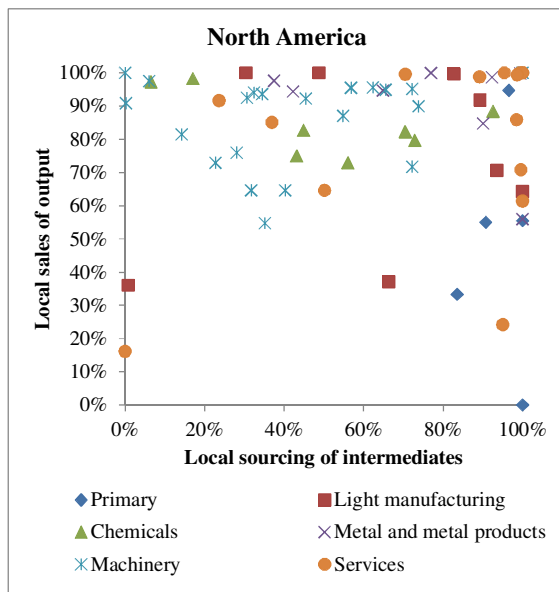 North America
Local sales of output
100%
90%
80%
70%
60%
50%
40%
30%
20%
10%
0%
0% 20% 40% 60% 80% 100%
Local sourcing of intermediates
Primary Light manufacturing
Chemicals Metal and metal products
Machinery Services